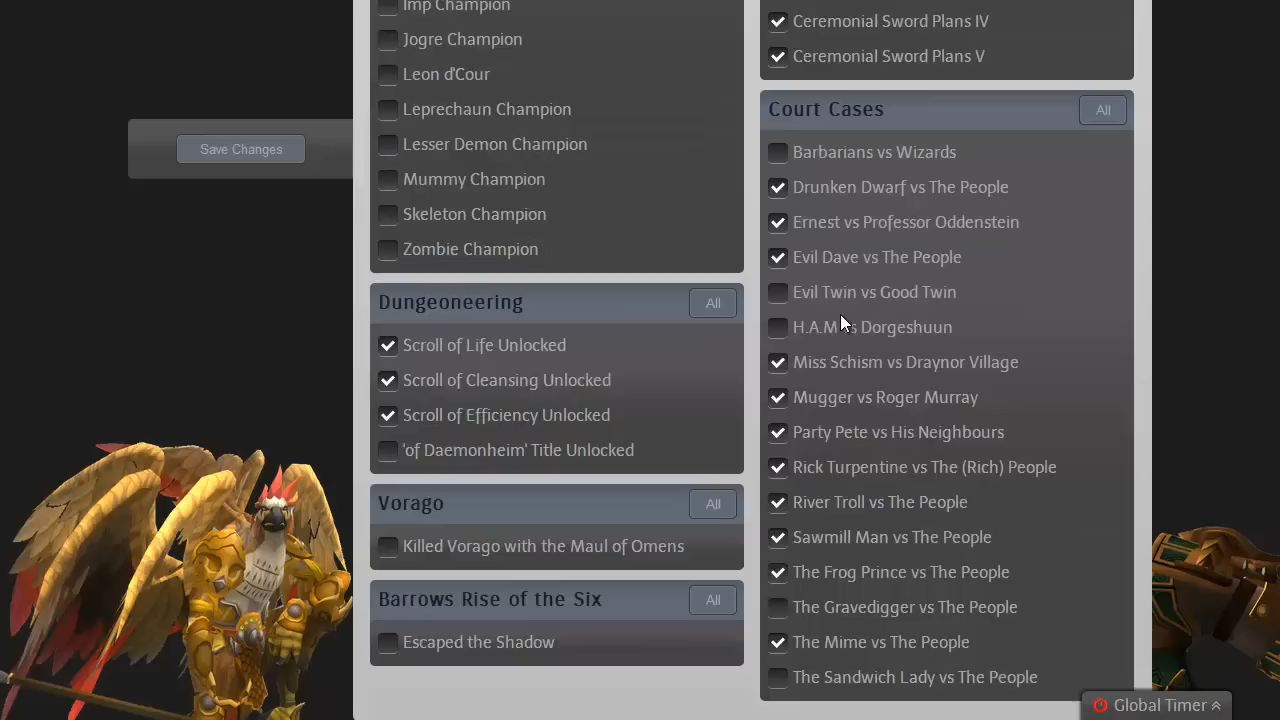 Save Changes
Imp Champion
Jogre Champion
Leon d'Cour
Leprechaun Champion
Lesser Demon Champion
Mummy Champion
Skeleton Champion
Zombie Champion
Dungeoneering All
Scroll of Life Unlocked
Scroll of Cleansing Unlocked
Scroll of Efficiency Unlocked
'of Daemonheim' Title Unlocked
Vorago All
Killed Vorago with the Maul of Omens
Barrows Rise of the Six All
Escaped the Shadow
Ceremonial Sword Plans IV
Ceremonial Sword Plans V
Court Cases All
Barbarians vs Wizards
Drunken Dwarf vs The People
Ernest vs Professor Oddenstein
Evil Dave vs The People
Evil Twin vs Good Twin
H.A.M vs Dorgeshuun
Miss Schism vs Draynor Village
Mugger vs Roger Murray
Party Pete vs His Neighbours
Rick Turpentine vs The (Rich) People
River Troll vs The People
Sawmill Man vs The People
The Frog Prince vs The People
The Gravedigger vs The People
The Mime vs The People
The Sandwich Lady vs The People
Global Timer